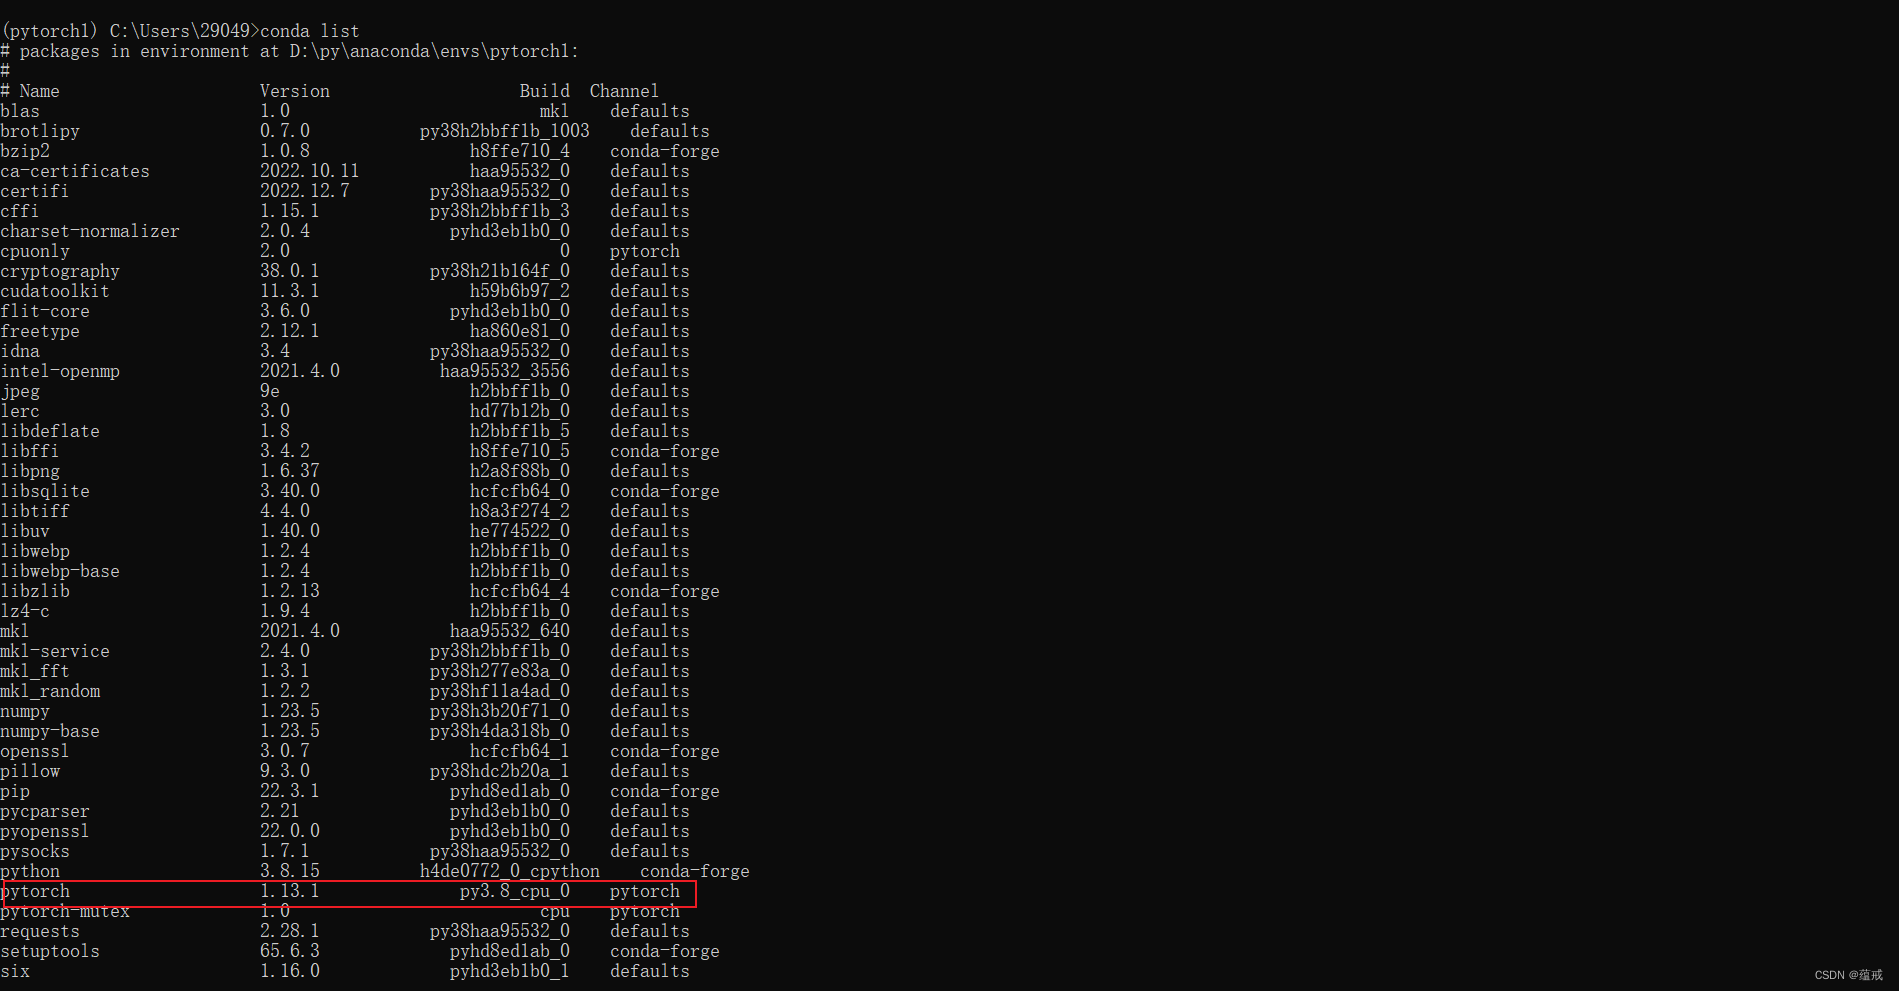 (pytorch1) C:\Users\29049>conda list
# packages in environment at D:\py\anaconda\envs\pytorch1:
#
# Name                    Version                   Build  Channel
blas                      1.0                         mkl    defaults
brotlipy                  0.7.0           py38h2bbff1b_1003    defaults
bzip2                     1.0.8                h8ffe710_4    conda-forge
ca-certificates           2022.10.11           haa95532_0    defaults
certifi                   2022.12.7        py38haa95532_0    defaults
cffi                      1.15.1           py38h2bbff1b_3    defaults
charset-normalizer        2.0.4              pyhd3eb1b0_0    defaults
cpuonly                   2.0                           0    pytorch
cryptography              38.0.1           py38h21b164f_0    defaults
cudatoolkit               11.3.1               h59b6b97_2    defaults
flit-core                 3.6.0              pyhd3eb1b0_0    defaults
freetype                  2.12.1               ha860e81_0    defaults
idna                      3.4              py38haa95532_0    defaults
intel-openmp              2021.4.0          haa95532_3556    defaults
jpeg                      9e                   h2bbff1b_0    defaults
lerc                      3.0                  hd77b12b_0    defaults
libdeflate                1.8                  h2bbff1b_5    defaults
libffi                    3.4.2                h8ffe710_5    conda-forge
libpng                    1.6.37               h2a8f88b_0    defaults
libsqlite                 3.40.0               hcfcfb64_0    conda-forge
libtiff                   4.4.0                h8a3f274_2    defaults
libuv                     1.40.0               he774522_0    defaults
libwebp                   1.2.4                h2bbff1b_0    defaults
libwebp-base              1.2.4                h2bbff1b_0    defaults
libzlib                   1.2.13               hcfcfb64_4    conda-forge
lz4-c                     1.9.4                h2bbff1b_0    defaults
mkl                       2021.4.0           haa95532_640    defaults
mkl-service               2.4.0            py38h2bbff1b_0    defaults
mkl_fft                   1.3.1            py38h277e83a_0    defaults
mkl_random                1.2.2            py38hf11a4ad_0    defaults
numpy                     1.23.5           py38h3b20f71_0    defaults
numpy-base                1.23.5           py38h4da318b_0    defaults
openssl                   3.0.7                hcfcfb64_1    conda-forge
pillow                    9.3.0            py38hdc2b20a_1    defaults
pip                       22.3.1             pyhd8ed1ab_0    conda-forge
pycparser                 2.21               pyhd3eb1b0_0    defaults
pyopenssl                 22.0.0             pyhd3eb1b0_0    defaults
pysocks                   1.7.1            py38haa95532_0    defaults
python                    3.8.15          h4de0772_0_cpython    conda-forge
pytorch                   1.13.1              py3.8_cpu_0    pytorch
pytorch-mutex             1.0                         cpu    pytorch
requests                  2.28.1           py38haa95532_0    defaults
setuptools                65.6.3             pyhd8ed1ab_0    conda-forge
six                       1.16.0             pyhd3eb1b0_1    defaults
CSDN @蕴戒